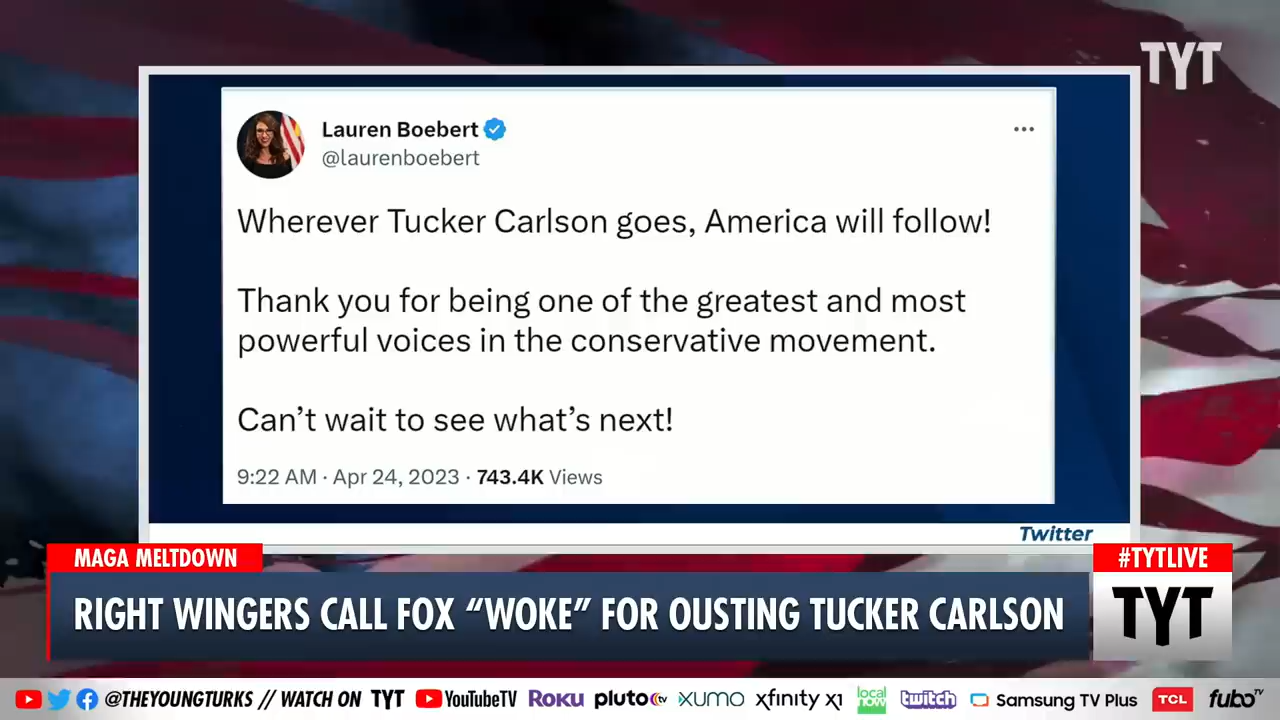 TYT
Lauren Boebert
@laurenboebert
Wherever Tucker Carlson goes, America will follow!
Thank you for being one of the greatest and most
powerful voices in the conservative movement.
Can’t wait to see what’s next!
9:22 AM · Apr 24, 2023 · 743.4K Views
Twitter
MAGA MELTDOWN
#TYTLIVE
RIGHT WINGERS CALL FOX “WOKE” FOR OUSTING TUCKER CARLSON
TYT
@THEYOUNGTURKS // WATCH ON TYT YouTubeTV ROKU pluto tv xumo xfinity x1 local now twitch Samsung TV Plus TCL fubo TV